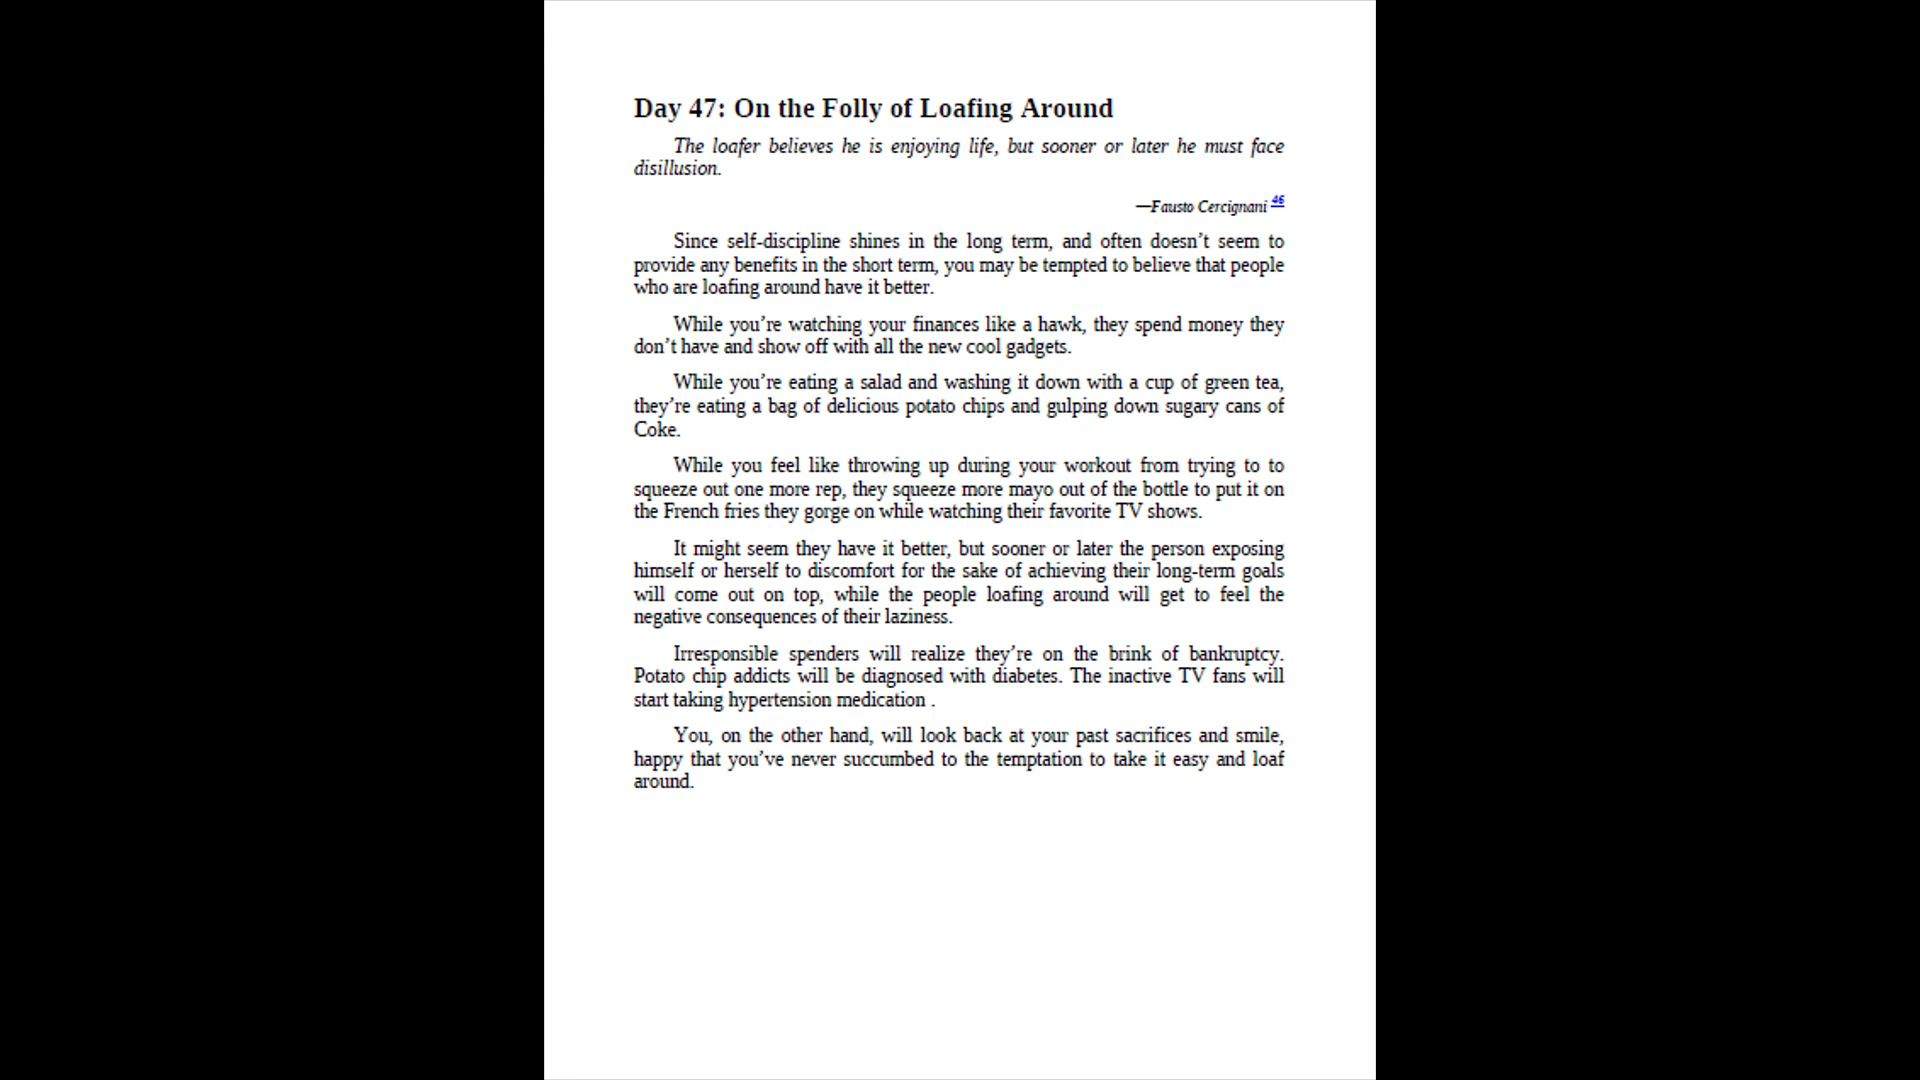 Day 47: On the Folly of Loafing Around
The loafer believes he is enjoying life, but sooner or later he must face
disillusion.
—Fausto Cercignani 46
Since self-discipline shines in the long term, and often doesn’t seem to
provide any benefits in the short term, you may be tempted to believe that people
who are loafing around have it better.
While you’re watching your finances like a hawk, they spend money they
don’t have and show off with all the new cool gadgets.
While you’re eating a salad and washing it down with a cup of green tea,
they’re eating a bag of delicious potato chips and gulping down sugary cans of
Coke.
While you feel like throwing up during your workout from trying to to
squeeze out one more rep, they squeeze more mayo out of the bottle to put it on
the French fries they gorge on while watching their favorite TV shows.
It might seem they have it better, but sooner or later the person exposing
himself or herself to discomfort for the sake of achieving their long-term goals
will come out on top, while the people loafing around will get to feel the
negative consequences of their laziness.
Irresponsible spenders will realize they’re on the brink of bankruptcy.
Potato chip addicts will be diagnosed with diabetes. The inactive TV fans will
start taking hypertension medication .
You, on the other hand, will look back at your past sacrifices and smile,
happy that you’ve never succumbed to the temptation to take it easy and loaf
around.